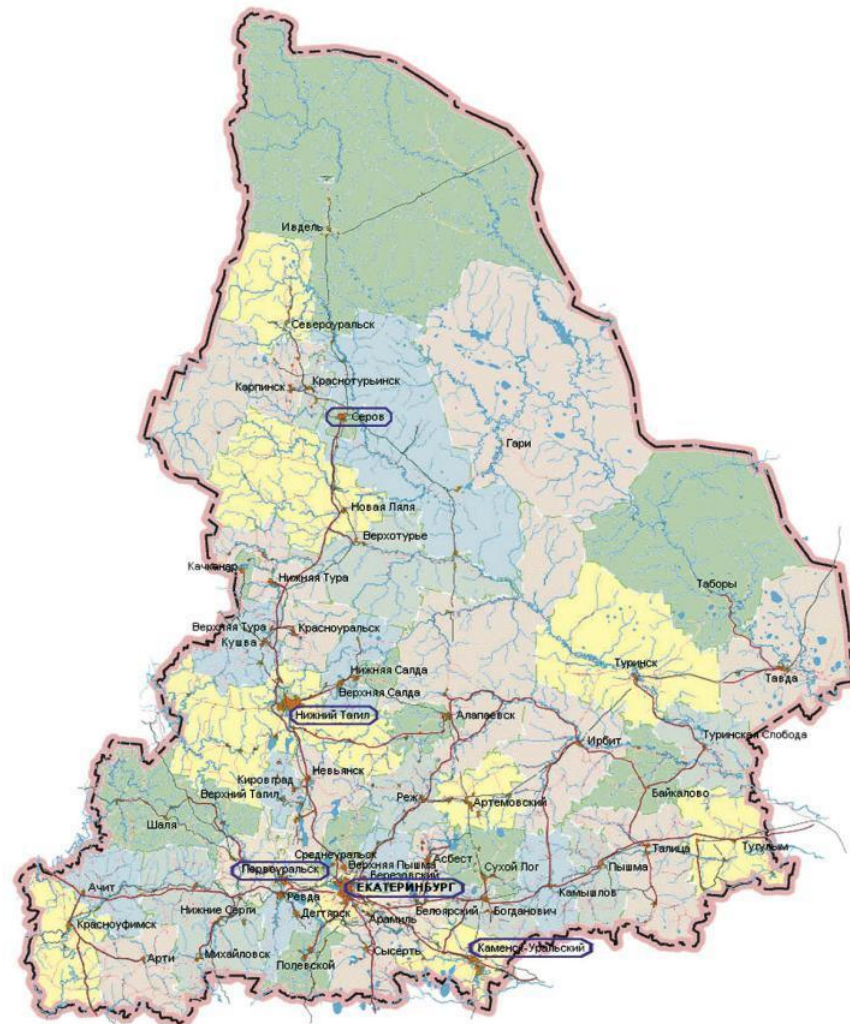 Ивдель
Североуральск
Карпинск
Краснотурьинск
Серов
Гари
Новая Ляля
Верхотурье
Качканар
Нижняя Тура
Таборы
Верхняя Тура
Красноуральск
Кушва
Нижняя Салда
Туринск
Тавда
Верхняя Салда
Нижний Тагил
Алапаевск
Ирбит
Туринская Слобода
Кировград
Невьянск
Верхний Тагил
Реж
Артемовский
Байкалово
Шаля
Среднеуральск
Верхняя Пышма
Асбест
Сухой Лог
Пышма
Талица
Тугулым
Первоуральск
Березовский
ЕКАТЕРИНБУРГ
Ачит
Ревда
Камышлов
Нижние Серги
Дегтярск
Арамиль
Белоярский
Богданович
Красноуфимск
Арти
Михайловск
Полевской
Сысерть
Каменск-Уральский